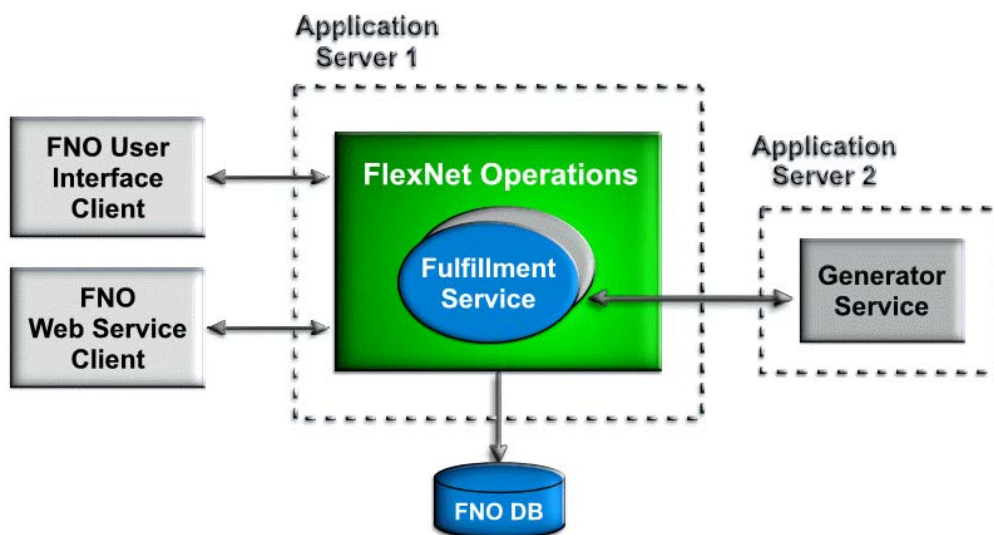 Application
Server 1
FNO User
Interface
Client
FlexNet Operations
Application
Server 2
Fulfillment
Service
Generator
Service
FNO
Web Service
Client
FNO DB